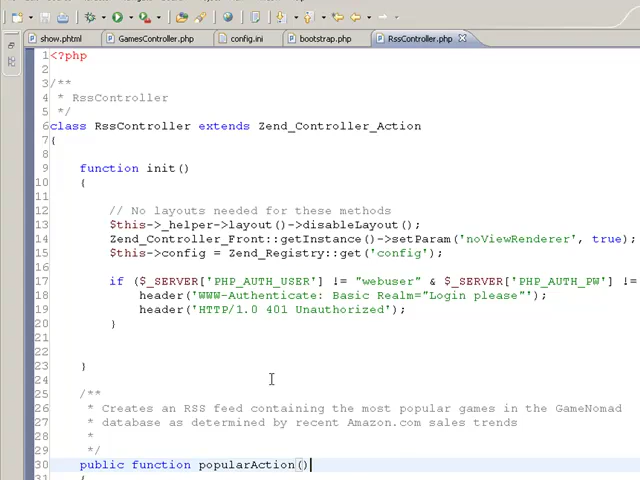 show.phtml GamesController.php config.ini bootstrap.php RssController.php
1 <?php
2
3 /**
4 * RssController
5 */
6 class RssController extends Zend_Controller_Action
7 {
8
9 function init()
10 {
11
12 // No layouts needed for these methods
13 $this->_helper->layout()->disableLayout();
14 Zend_Controller_Front::getInstance()->setParam('noViewRenderer', true);
15 $this->config = Zend_Registry::get('config');
16
17 if ($_SERVER['PHP_AUTH_USER'] != "webuser" & $_SERVER['PHP_AUTH_PW'] !=
18 header('WWW-Authenticate: Basic Realm="Login please"');
19 header('HTTP/1.0 401 Unauthorized');
20 }
21
22
23 }
24
25 /**
26 * Creates an RSS feed containing the most popular games in the GameNomad
27 * database as determined by recent Amazon.com sales trends
28 *
29 */
30 public function popularAction()
31 {